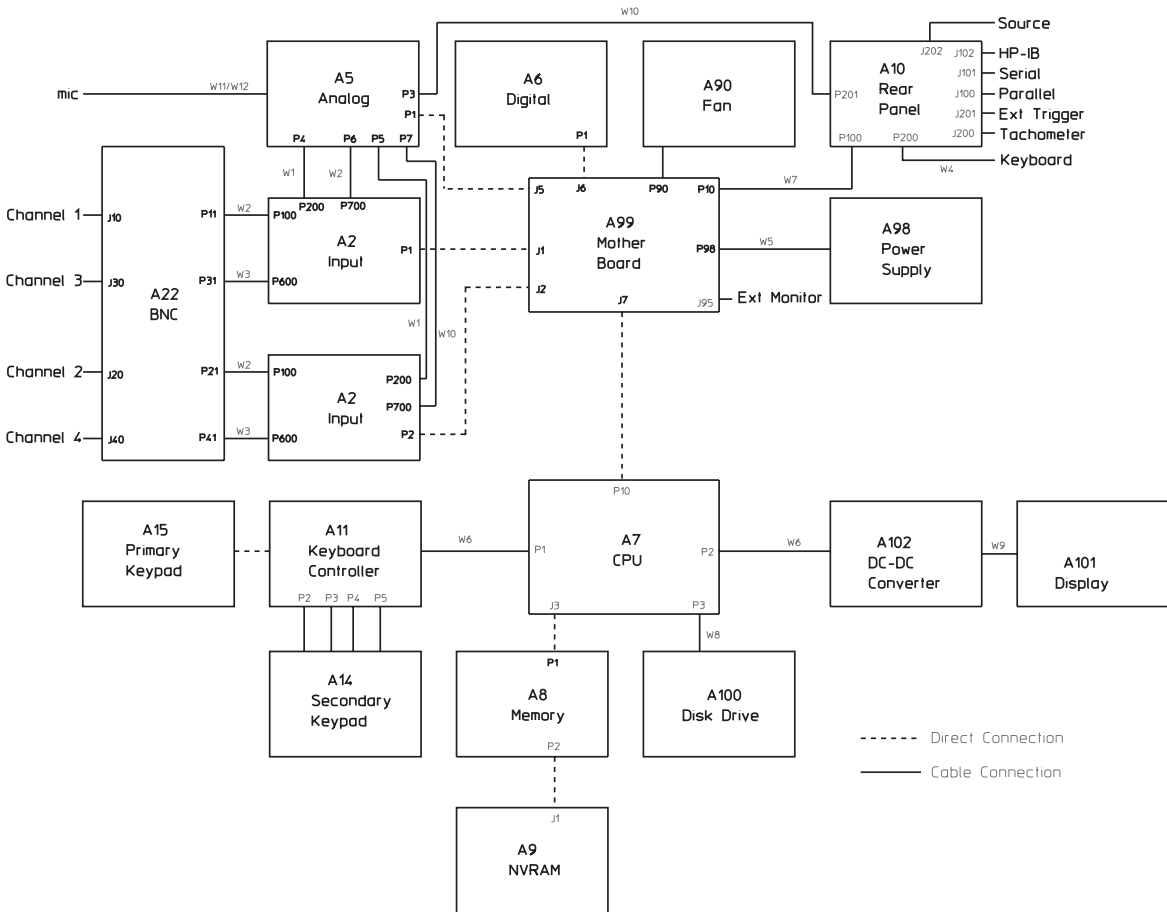 W10
Source
J202
A5
Analog
A6
Digital
A90
Fan
A10
Rear
Panel
J102
HP-IB
J101
Serial
J100
Parallel
J201
Ext Trigger
J200
Tachometer
mic
W11/W12
P3
P1
P4
P6
P5
P7
P1
P201
P100
P200
Keyboard
W4
W1
W2
J5
J6
P90
P10
W7
Channel 1
J10
P11
W2
P100
P200
P700
A2
Input
P1
J1
A99
Mother
Board
P98
W5
A98
Power
Supply
Channel 3
J30
P31
W3
P600
J2
J7
J95
Ext Monitor
A22
BNC
W1
W10
Channel 2
J20
P21
W2
P100
A2
Input
P200
P700
Channel 4
J40
P41
W3
P600
P2
P10
A15
Primary
Keypad
A11
Keyboard
Controller
W6
P1
A7
CPU
P2
W6
A102
DC-DC
Converter
W9
A101
Display
P2
P3
P4
P5
J3
P3
W8
A14
Secondary
Keypad
P1
A8
Memory
P2
A100
Disk Drive
Direct Connection
Cable Connection
J1
A9
NVRAM